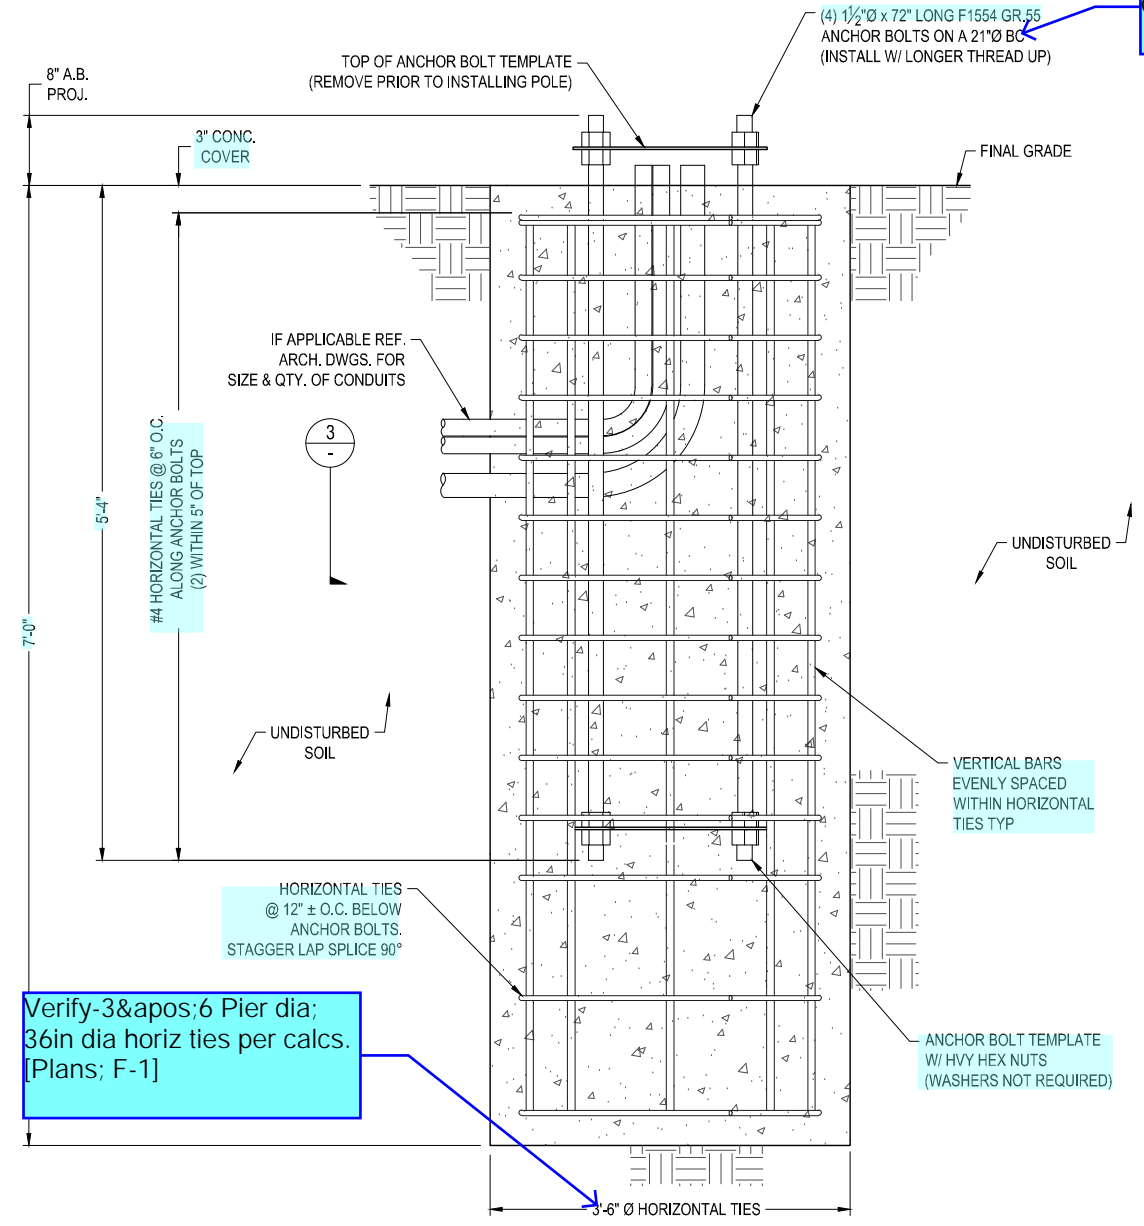 (4) 1½"Ø x 72" LONG F1554 GR.55
ANCHOR BOLTS ON A 21"Ø BC
(INSTALL W/ LONGER THREAD UP)
TOP OF ANCHOR BOLT TEMPLATE
(REMOVE PRIOR TO INSTALLING POLE)
8" A.B.
PROJ.
3" CONC.
COVER
FINAL GRADE
IF APPLICABLE REF.
ARCH. DWGS. FOR
SIZE & QTY. OF CONDUITS
3
-
#4 HORIZONTAL TIES @ 6" O.C.
ALONG ANCHOR BOLTS
(2) WITHIN 5" OF TOP
5'-4"
7'-0"
UNDISTURBED
SOIL
UNDISTURBED
SOIL
VERTICAL BARS
EVENLY SPACED
WITHIN HORIZONTAL
TIES TYP
HORIZONTAL TIES
@ 12" ± O.C. BELOW
ANCHOR BOLTS.
STAGGER LAP SPLICE 90°
Verify-3&apos;6 Pier dia;
36in dia horiz ties per calcs.
[Plans; F-1]
ANCHOR BOLT TEMPLATE
W/ HVY HEX NUTS
(WASHERS NOT REQUIRED)
3'-6" Ø HORIZONTAL TIES